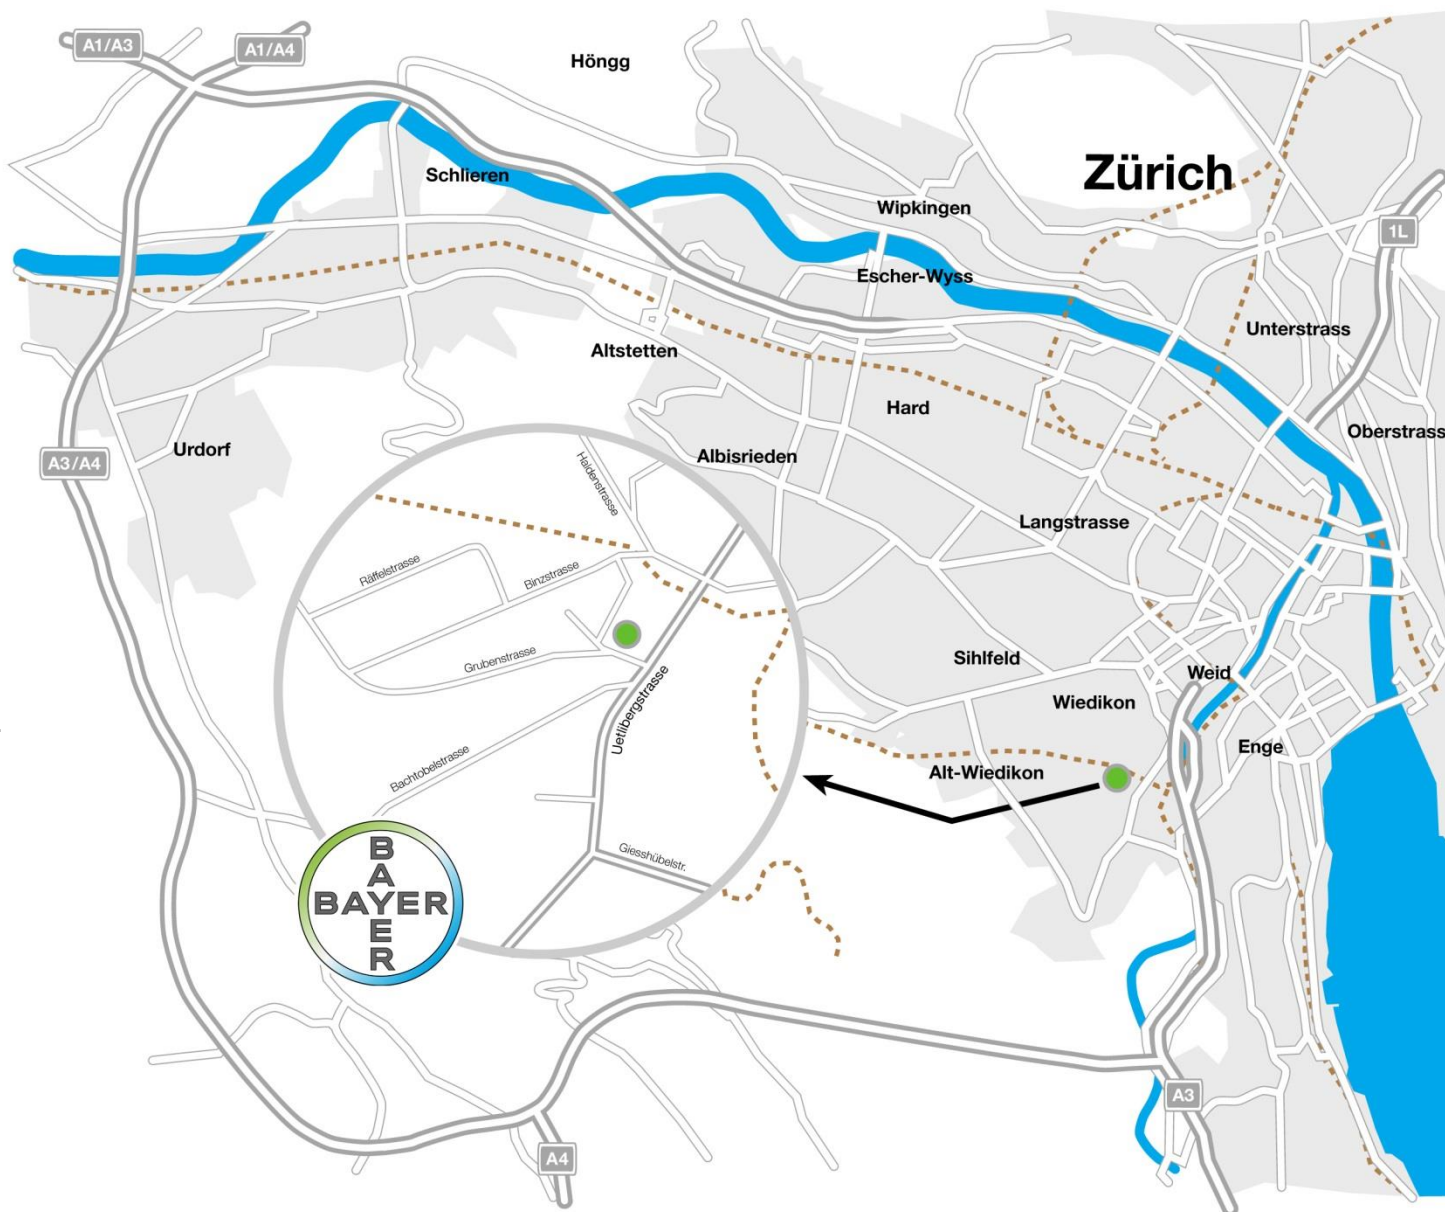 A1/A3
A1/A4
Höngg
Schlieren
Zürich
Wipkingen
1L
Escher-Wyss
Unterstrass
Altstetten
Hard
Oberstrass
Urdorf
Albisrieden
A3/A4
Haldenstrasse
Langstrasse
Räffelstrasse
Binzstrasse
Grubenstrasse
Sihlfeld
Weid
Wiedikon
Uetlibergstrasse
Enge
Bachtobelstrasse
Alt-Wiedikon
Giesshübelstr.
BAYER
BAYER
A3
A4